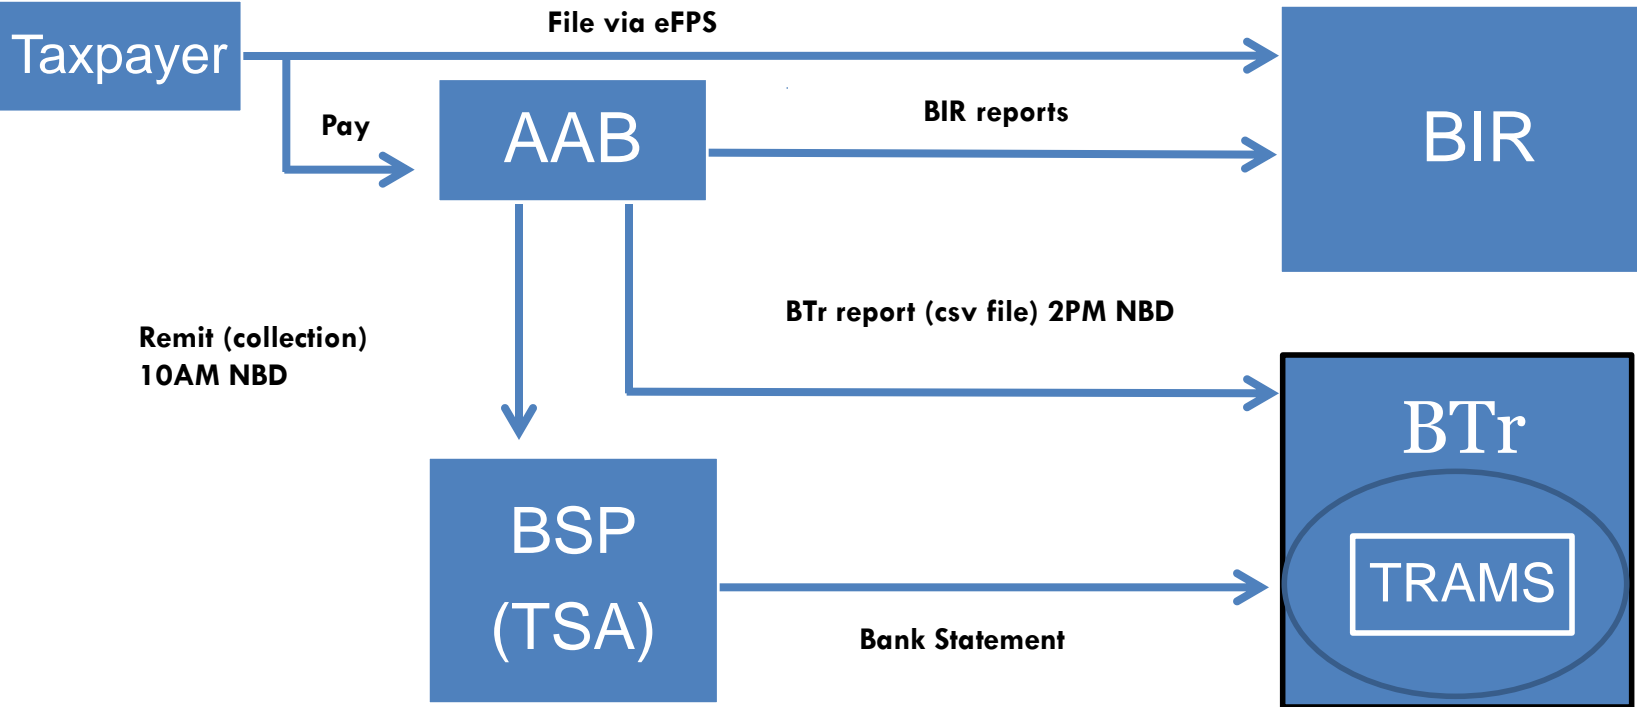 File via eFPS
Taxpayer
Pay
AAB
BIR reports
BIR
Remit (collection)
10AM NBD
BTr report (csv file) 2PM NBD
BTr
BSP
(TSA)
TRAMS
Bank Statement